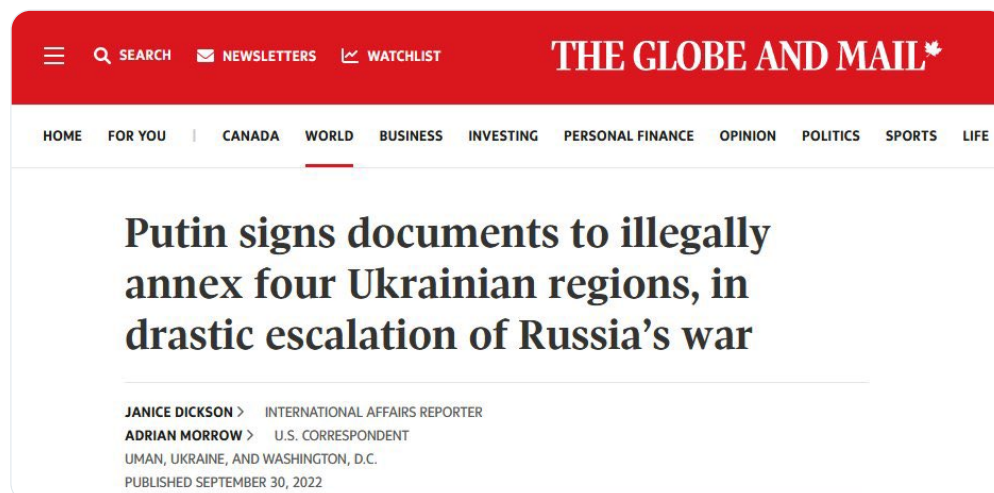 SEARCH NEWSLETTERS WATCHLIST THE GLOBE AND MAIL
HOME FOR YOU | CANADA WORLD BUSINESS INVESTING PERSONAL FINANCE OPINION POLITICS SPORTS LIFE
Putin signs documents to illegally
annex four Ukrainian regions, in
drastic escalation of Russia’s war
JANICE DICKSON > INTERNATIONAL AFFAIRS REPORTER
ADRIAN MORROW > U.S. CORRESPONDENT
UMAN, UKRAINE, AND WASHINGTON, D.C.
PUBLISHED SEPTEMBER 30, 2022